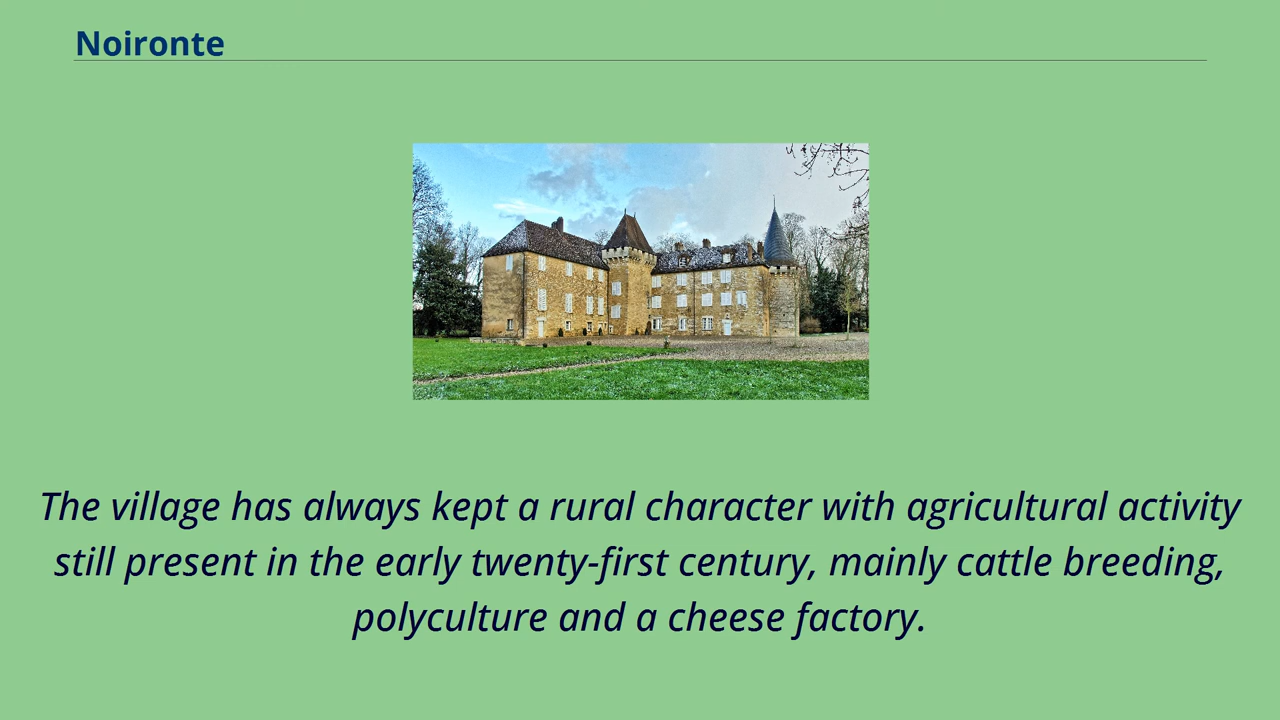 Noironte
The village has always kept a rural character with agricultural activity
still present in the early twenty-first century, mainly cattle breeding,
polyculture and a cheese factory.